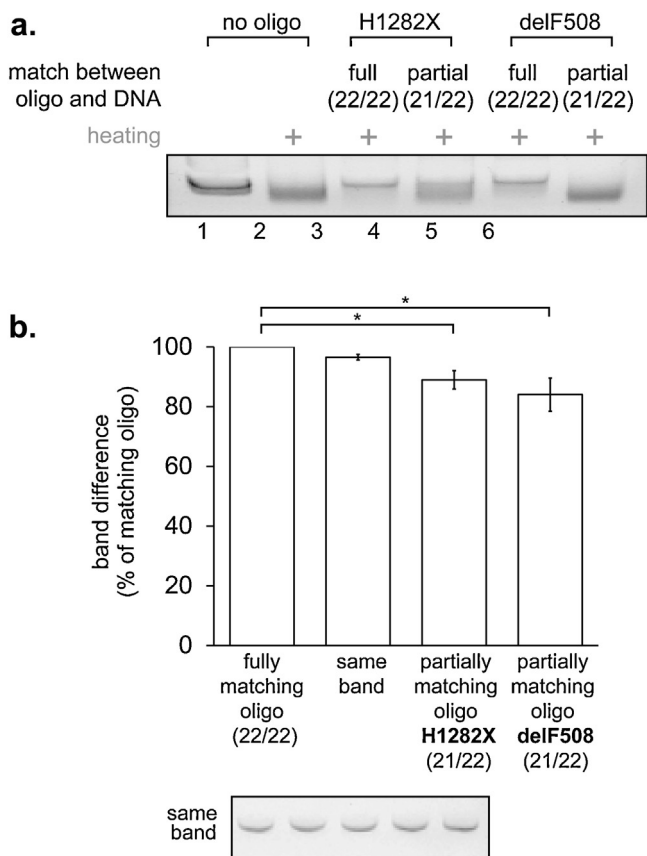 a.
no oligo H1282X delF508
match between oligo and DNA
full (22/22) partial (21/22) full (22/22) partial (21/22)
heating + + + + +
1 2 3 4 5 6
b.
*
*
band difference
(% of matching oligo)
100
80
60
40
20
0
fully matching oligo (22/22)
same band
partially matching oligo H1282X (21/22)
partially matching oligo delF508 (21/22)
same band